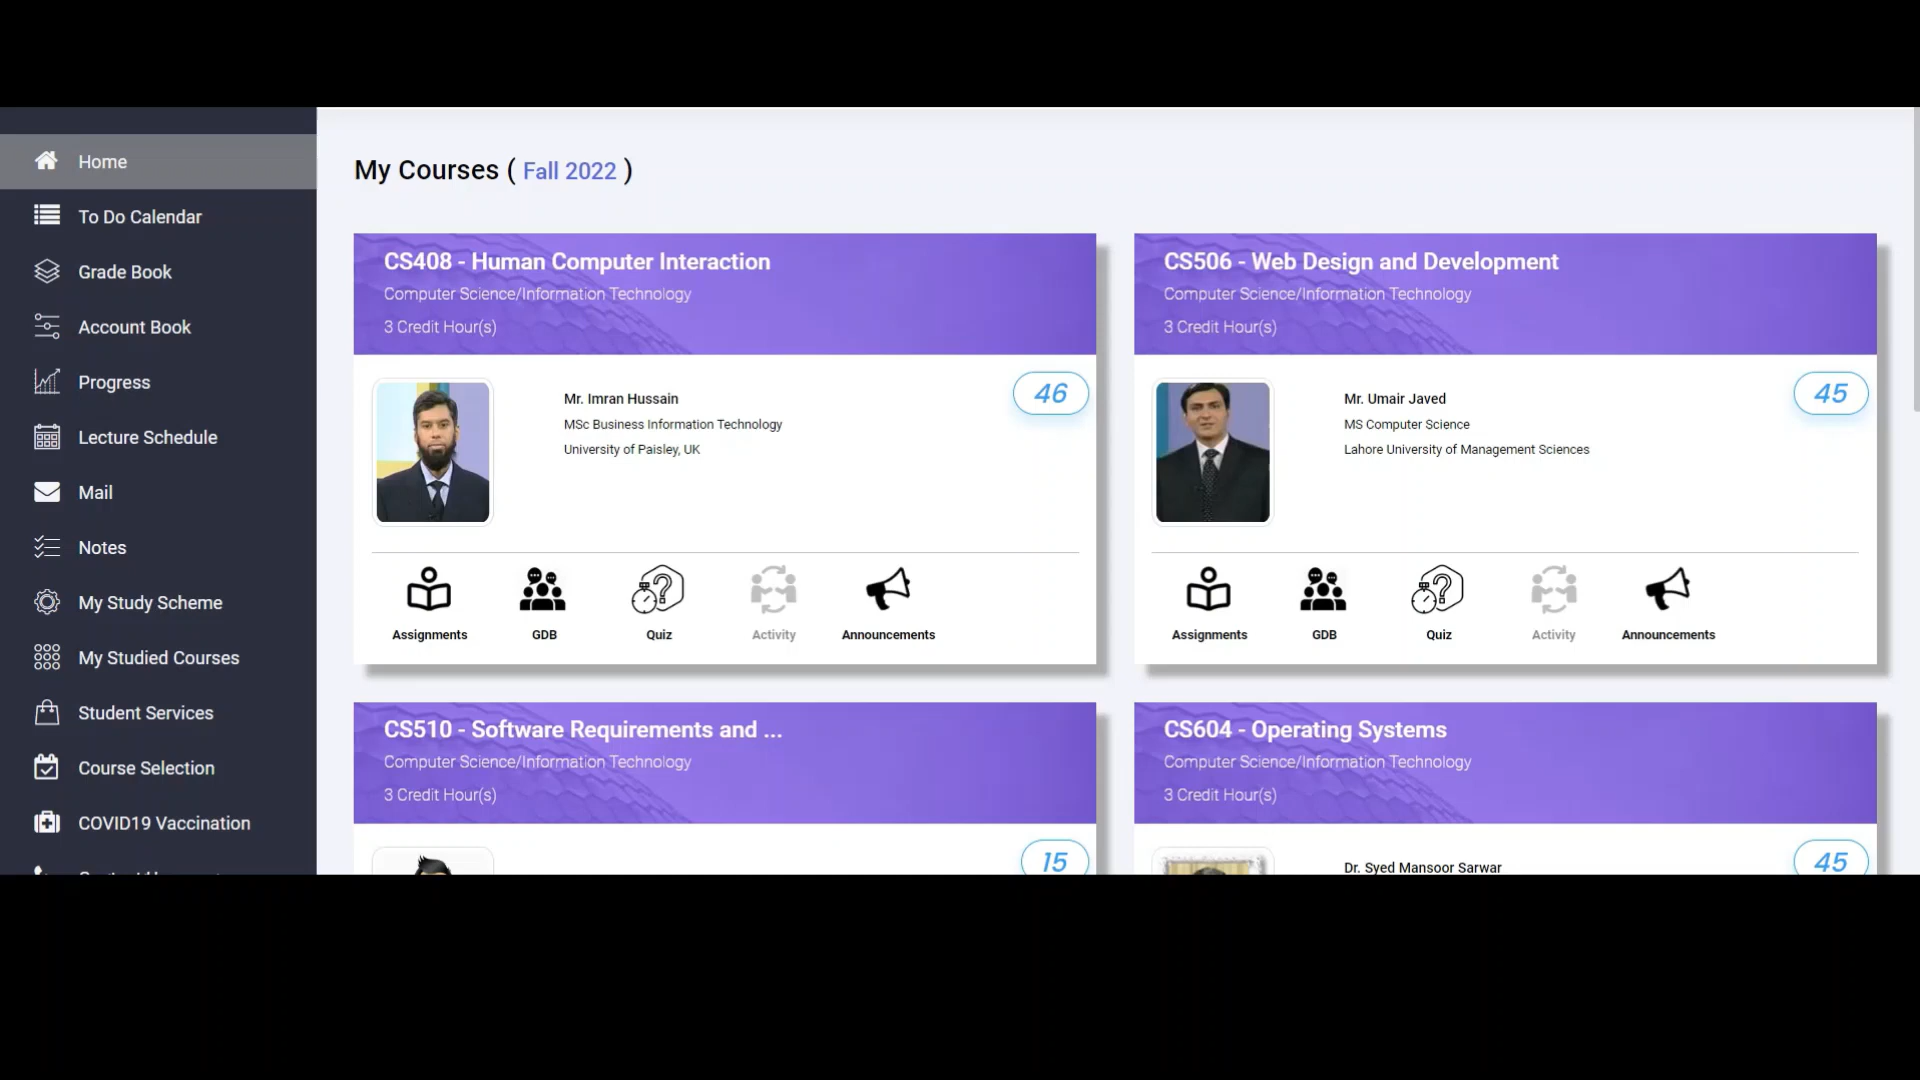 Home
To Do Calendar
Grade Book
Account Book
Progress
Lecture Schedule
Mail
Notes
My Study Scheme
My Studied Courses
Student Services
Course Selection
COVID19 Vaccination
My Courses ( Fall 2022 )
CS408 - Human Computer Interaction
Computer Science/Information Technology
3 Credit Hour(s)
Mr. Imran Hussain
MSc Business Information Technology
University of Paisley, UK
46
Assignments GDB Quiz Activity Announcements
CS506 - Web Design and Development
Computer Science/Information Technology
3 Credit Hour(s)
Mr. Umair Javed
MS Computer Science
Lahore University of Management Sciences
45
Assignments GDB Quiz Activity Announcements
CS510 - Software Requirements and ...
Computer Science/Information Technology
3 Credit Hour(s)
15
CS604 - Operating Systems
Computer Science/Information Technology
3 Credit Hour(s)
Dr. Syed Mansoor Sarwar
45